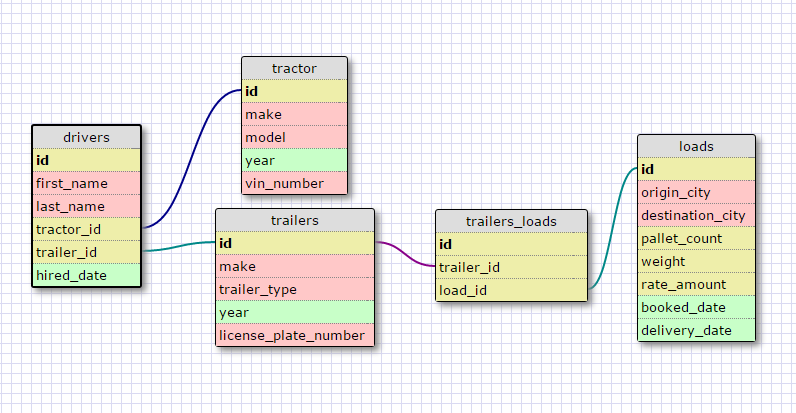 drivers
id
first_name
last_name
tractor_id
trailer_id
hired_date
tractor
id
make
model
year
vin_number
trailers
id
make
trailer_type
year
license_plate_number
trailers_loads
id
trailer_id
load_id
loads
id
origin_city
destination_city
pallet_count
weight
rate_amount
booked_date
delivery_date